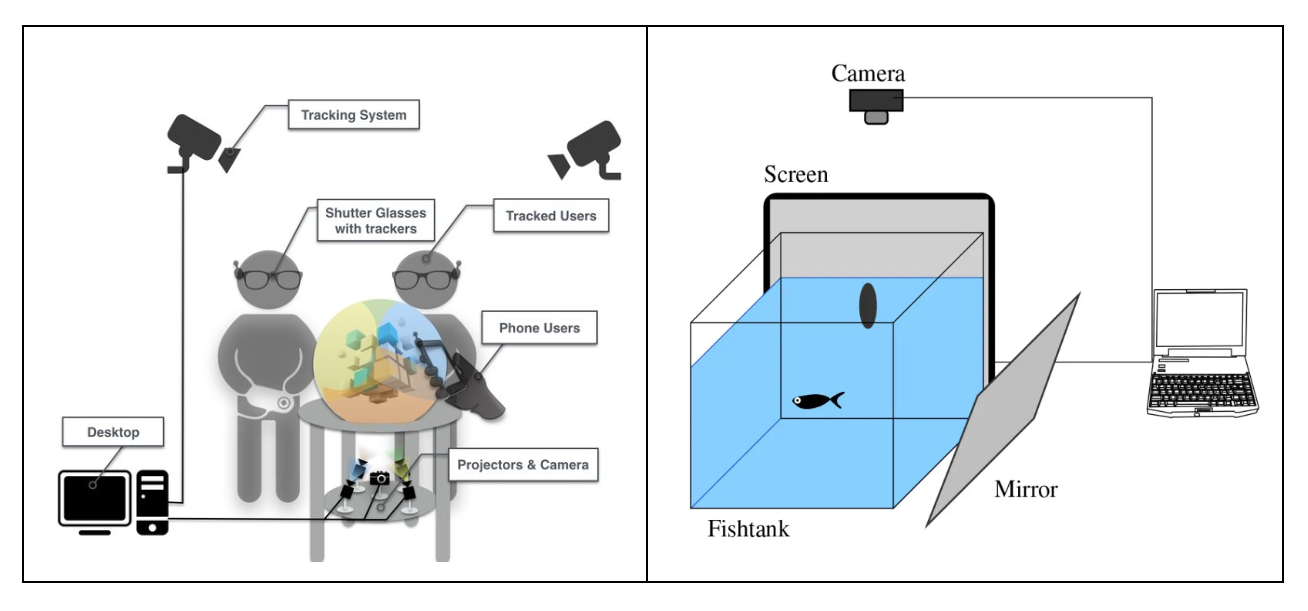 Tracking System
Shutter Glasses
with trackers
Tracked Users
Phone Users
Desktop
Projectors & Camera
Camera
Screen
Mirror
Fishtank